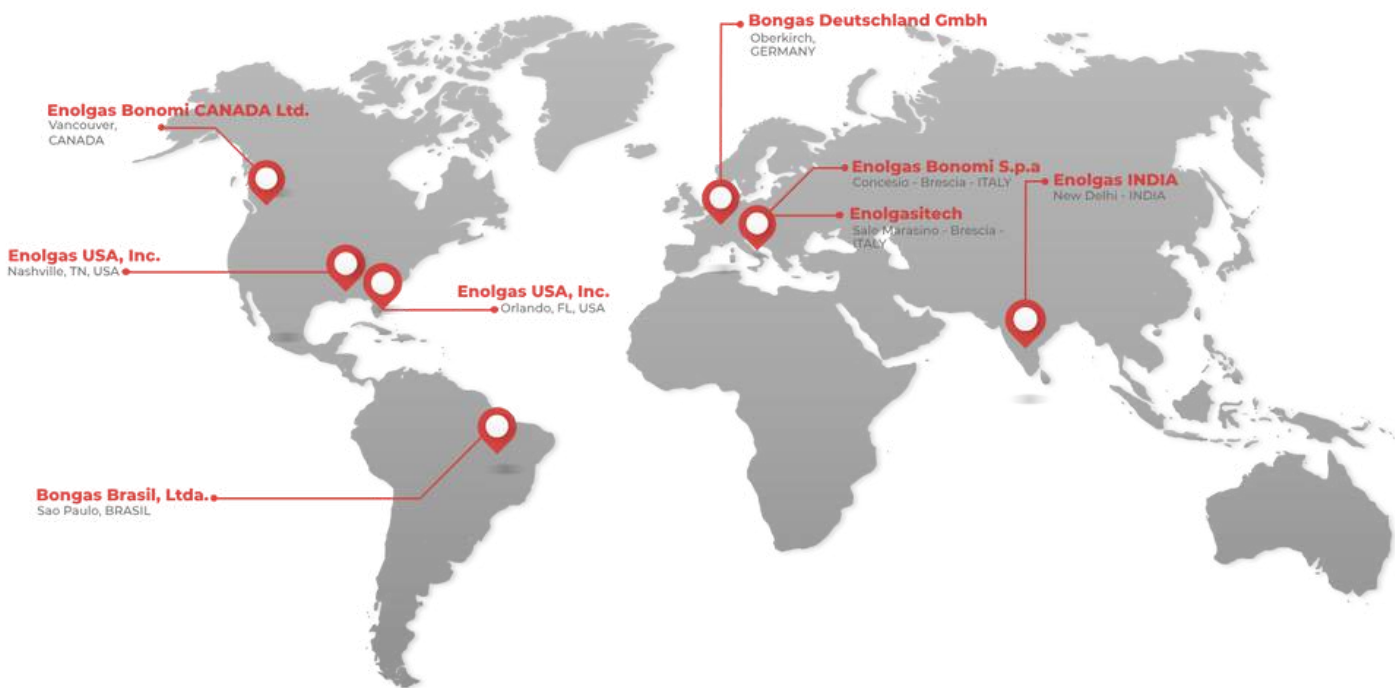 Bongas Deutschland Gmbh
Oberkirch,
GERMANY
Enolgas Bonomi CANADA Ltd.
Vancouver,
CANADA
Enolgas Bonomi S.p.a
Concesio - Brescia - ITALY
Enolgas INDIA
New Delhi - INDIA
Enolgasitech
Sale Marasino - Brescia -
ITALY
Enolgas USA, Inc.
Nashville, TN, USA
Enolgas USA, Inc.
Orlando, FL, USA
Bongas Brasil, Ltda.
Sao Paulo, BRASIL